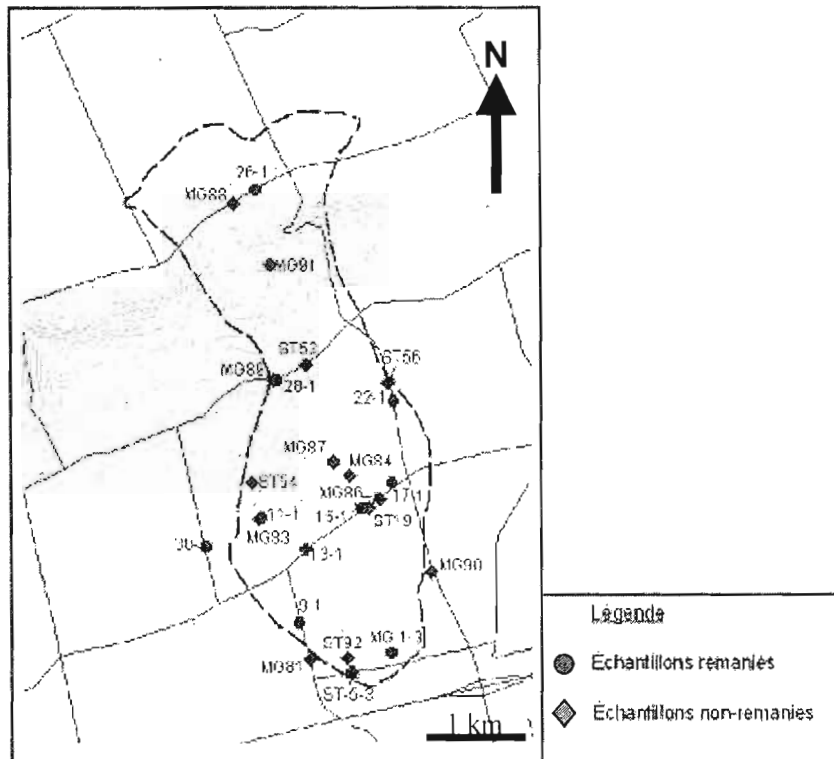 N
26-1
MG88
MG91
ST53
MG89
28-1
ST56
22-1
MG87
MG84
ST54
MG86
17-1
15-1
ST19
11-1
MG83
13-1
MG90
9-1
ST92
MG 1-3
MG81
ST-5-3
1 km
Légende
Échantillons remaniés
Échantillons non-remaniés